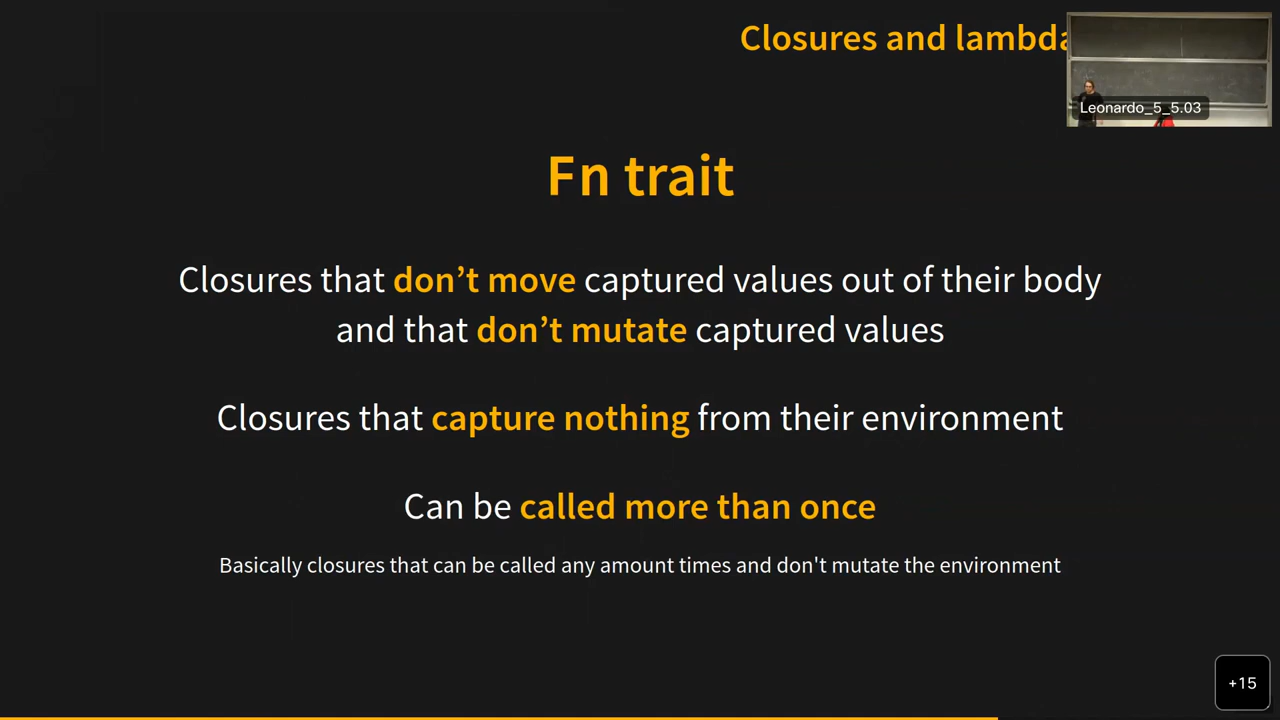 Closures and lambda
Leonardo_5_5.03
Fn trait
Closures that don’t move captured values out of their body
and that don’t mutate captured values
Closures that capture nothing from their environment
Can be called more than once
Basically closures that can be called any amount times and don't mutate the environment
+15